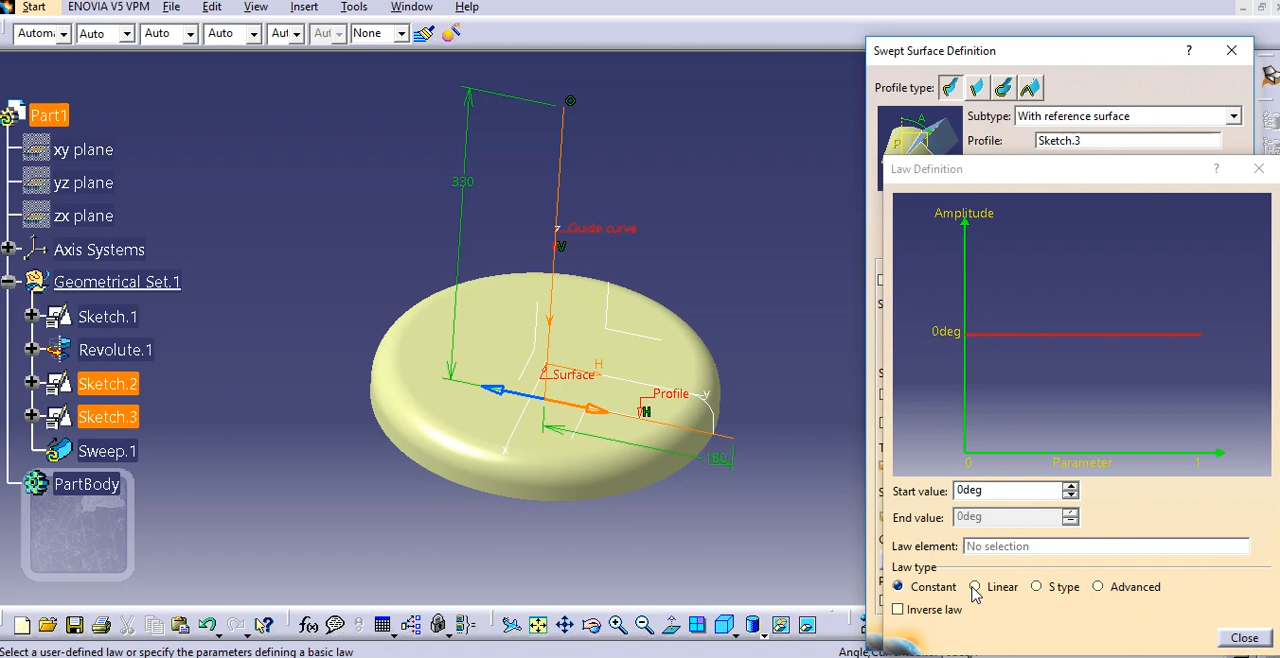 Start ENOVIA V5 VPM File Edit View Insert Tools Window Help
Autom Auto Auto Auto Aut Aut None
Swept Surface Definition ?
Profile type:
Subtype: With reference surface
Profile: Sketch.3
Law Definition ?
Part1
xy plane
yz plane
zx plane
Axis Systems
Geometrical Set.1
Sketch.1
Revolute.1
Sketch.2
Sketch.3
Sweep.1
PartBody
330
z
Guide curve
V
H
Surface
Profile
y
H
x
180
A
P
Amplitude
0deg
0 Parameter 1
Start value: 0deg
End value: 0deg
Law element: No selection
Law type
Constant Linear S type Advanced
Inverse law
Close
f(x)
Select a user-defined law or specify the parameters defining a basic law